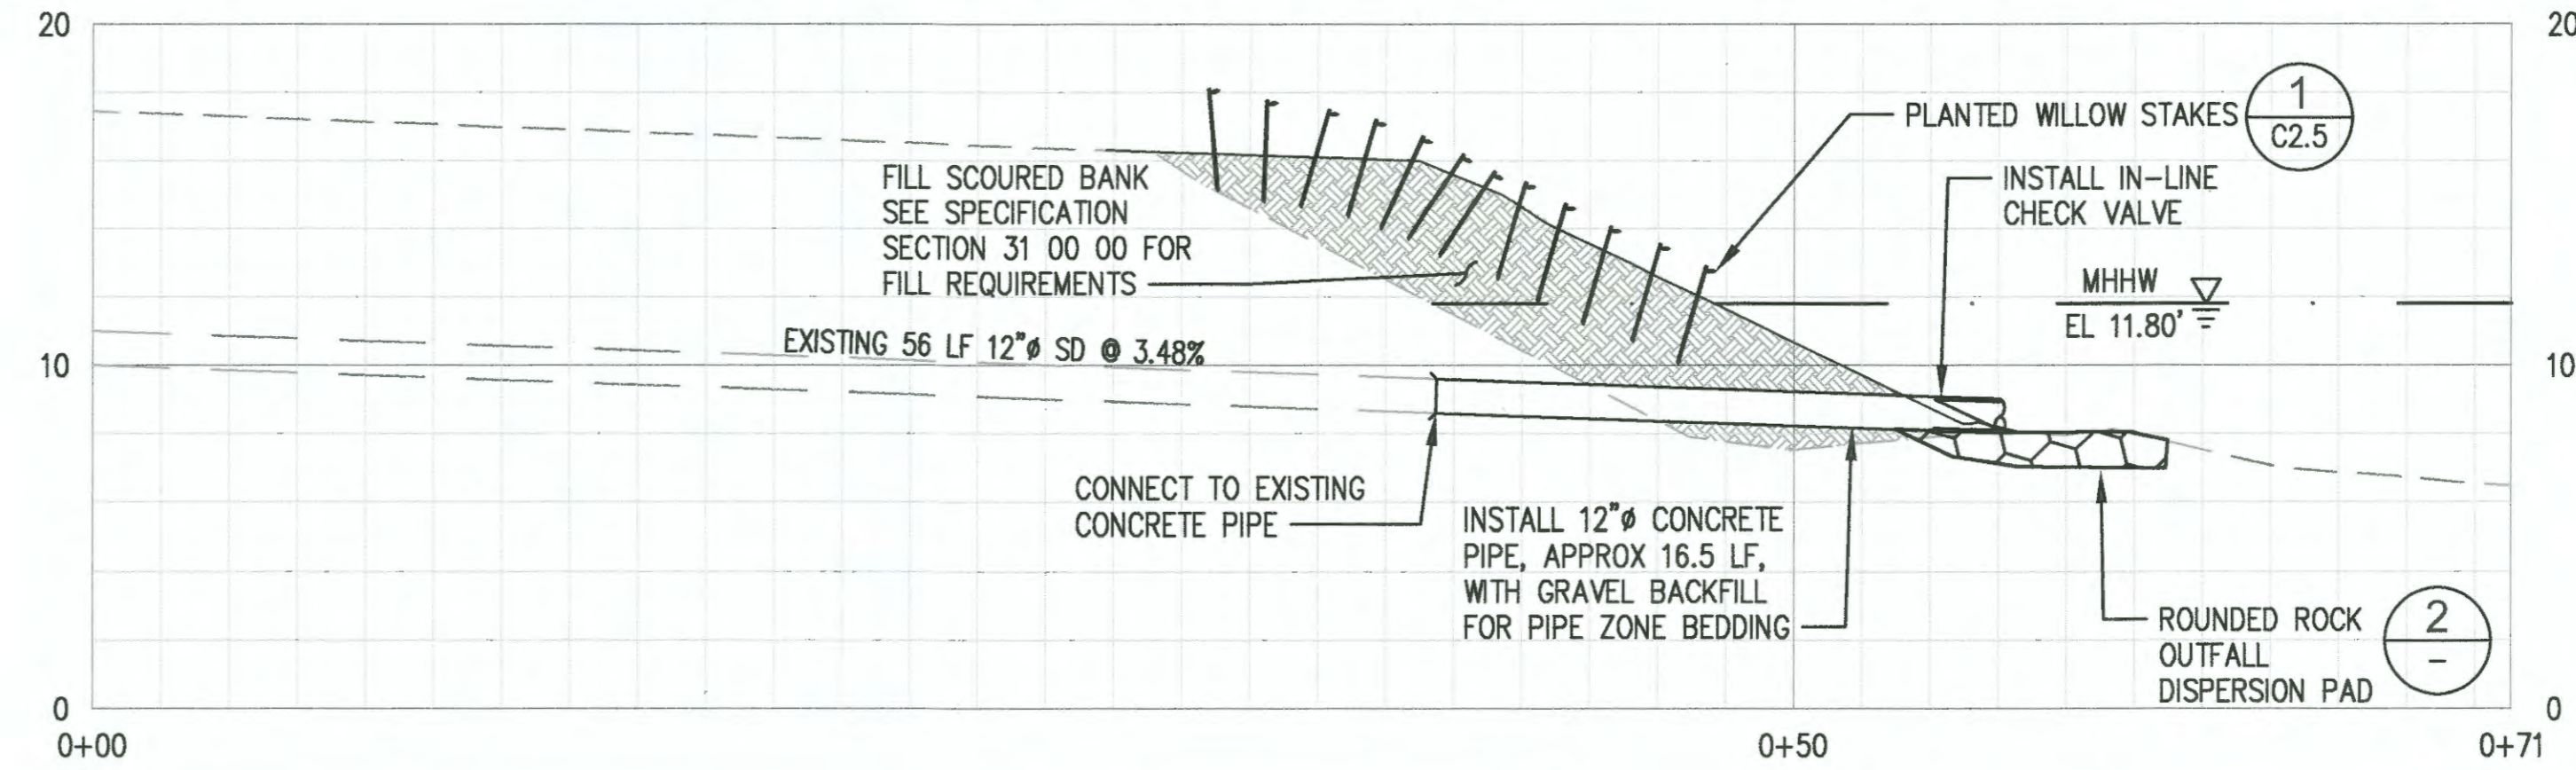 20
20
PLANTED WILLOW STAKES
1
C2.5
INSTALL IN-LINE
CHECK VALVE
FILL SCOURED BANK
SEE SPECIFICATION
SECTION 31 00 00 FOR
FILL REQUIREMENTS
MHHW
EL 11.80'
EXISTING 56 LF 12"ø SD @ 3.48%
10
10
CONNECT TO EXISTING
CONCRETE PIPE
INSTALL 12"ø CONCRETE
PIPE, APPROX 16.5 LF,
WITH GRAVEL BACKFILL
FOR PIPE ZONE BEDDING
ROUNDED ROCK
OUTFALL
DISPERSION PAD
2
-
0
0
0+00
0+50
0+71